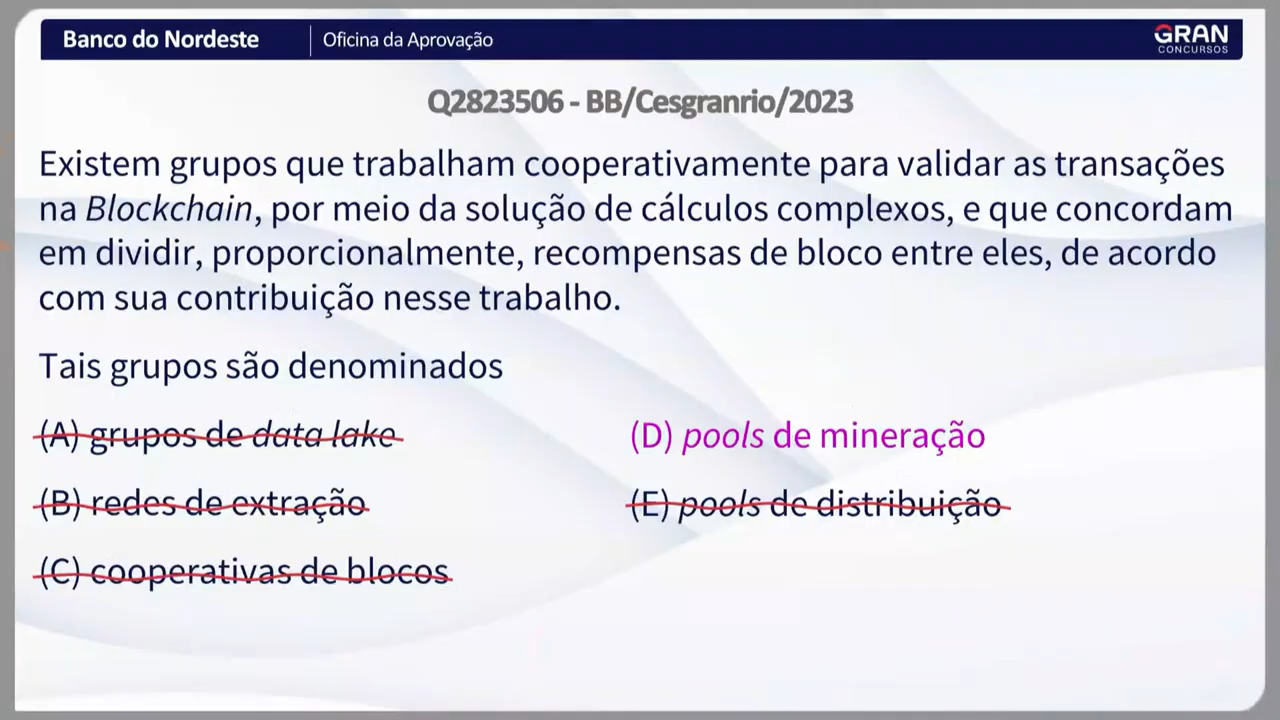 Banco do Nordeste
Oficina da Aprovação
GRAN
CONCURSOS
Q2823506 - BB/Cesgranrio/2023
Existem grupos que trabalham cooperativamente para validar as transações
na Blockchain, por meio da solução de cálculos complexos, e que concordam
em dividir, proporcionalmente, recompensas de bloco entre eles, de acordo
com sua contribuição nesse trabalho.
Tais grupos são denominados
(A) grupos de data lake
(B) redes de extração
(C) cooperativas de blocos
(D) pools de mineração
(E) pools de distribuição